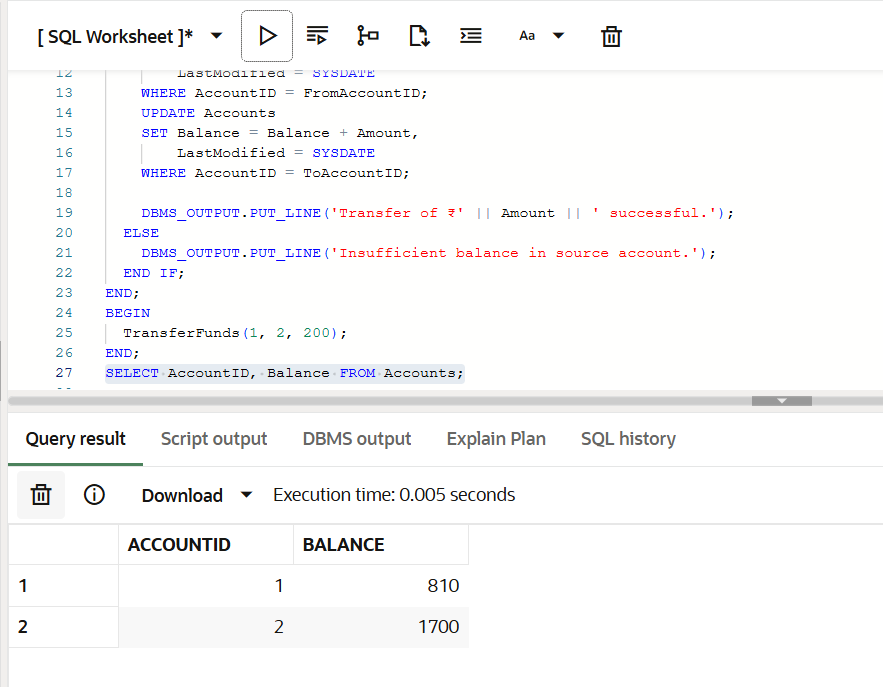 [ SQL Worksheet ]* Aa
12 LastModified = SYSDATE
13 WHERE AccountID = FromAccountID;
14 UPDATE Accounts
15 SET Balance = Balance + Amount,
16 LastModified = SYSDATE
17 WHERE AccountID = ToAccountID;
18
19 DBMS_OUTPUT.PUT_LINE('Transfer of ₹' || Amount || ' successful.');
20 ELSE
21 DBMS_OUTPUT.PUT_LINE('Insufficient balance in source account.');
22 END IF;
23 END;
24 BEGIN
25 TransferFunds(1, 2, 200);
26 END;
27 SELECT AccountID, Balance FROM Accounts;
Query result Script output DBMS output Explain Plan SQL history
Download Execution time: 0.005 seconds
ACCOUNTID BALANCE
1 1 810
2 2 1700